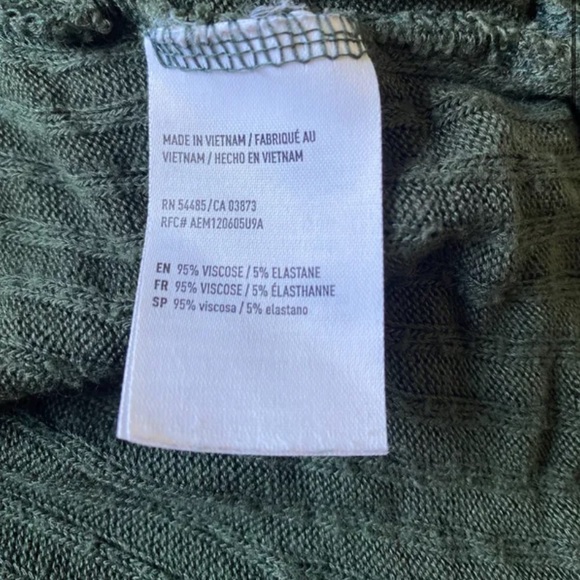 MADE IN VIETNAM / FABRIQUÉ AU
VIETNAM / HECHO EN VIETNAM
RN 54485 / CA 03873
RFC# AEM120605U9A
EN 95% VISCOSE / 5% ELASTANE
FR 95% VISCOSE / 5% ÉLASTHANNE
SP 95% viscosa / 5% elastano